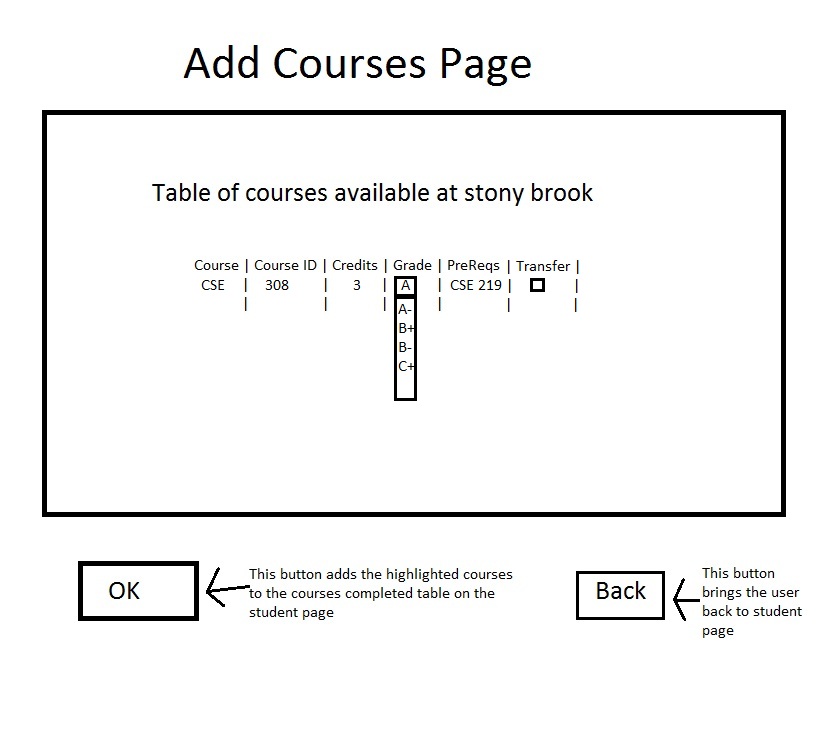 Add Courses Page
Table of courses available at stony brook
Course | Course ID | Credits | Grade | PreReqs | Transfer |
CSE | 308 | 3 | A | CSE 219 | |
| | | A- | | |
B+
B-
C+
OK
This button adds the highlighted courses
to the courses completed table on the
student page
Back
This button
brings the user
back to student
page